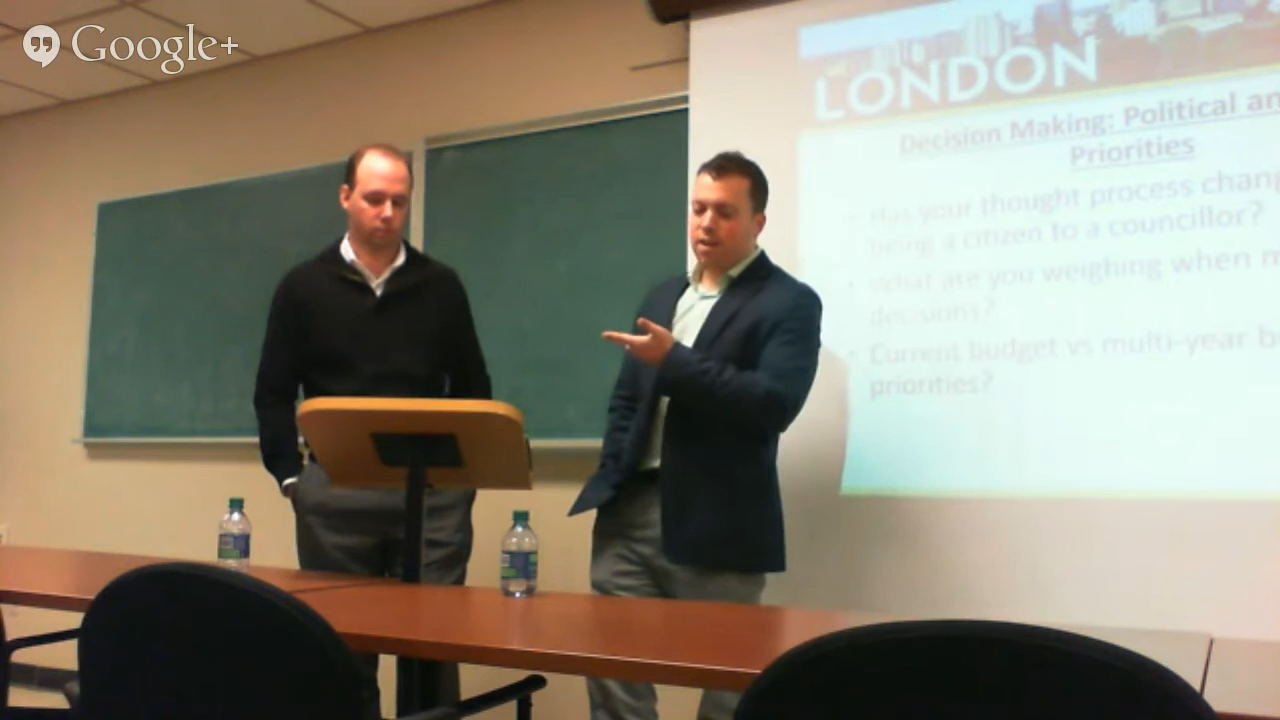 Google+
LONDON
Decision Making: Political an
Priorities
Has your thought process chang
being a citizen to a councillor?
What are you weighing when m
decisions?
Current budget vs multi-year b
priorities?